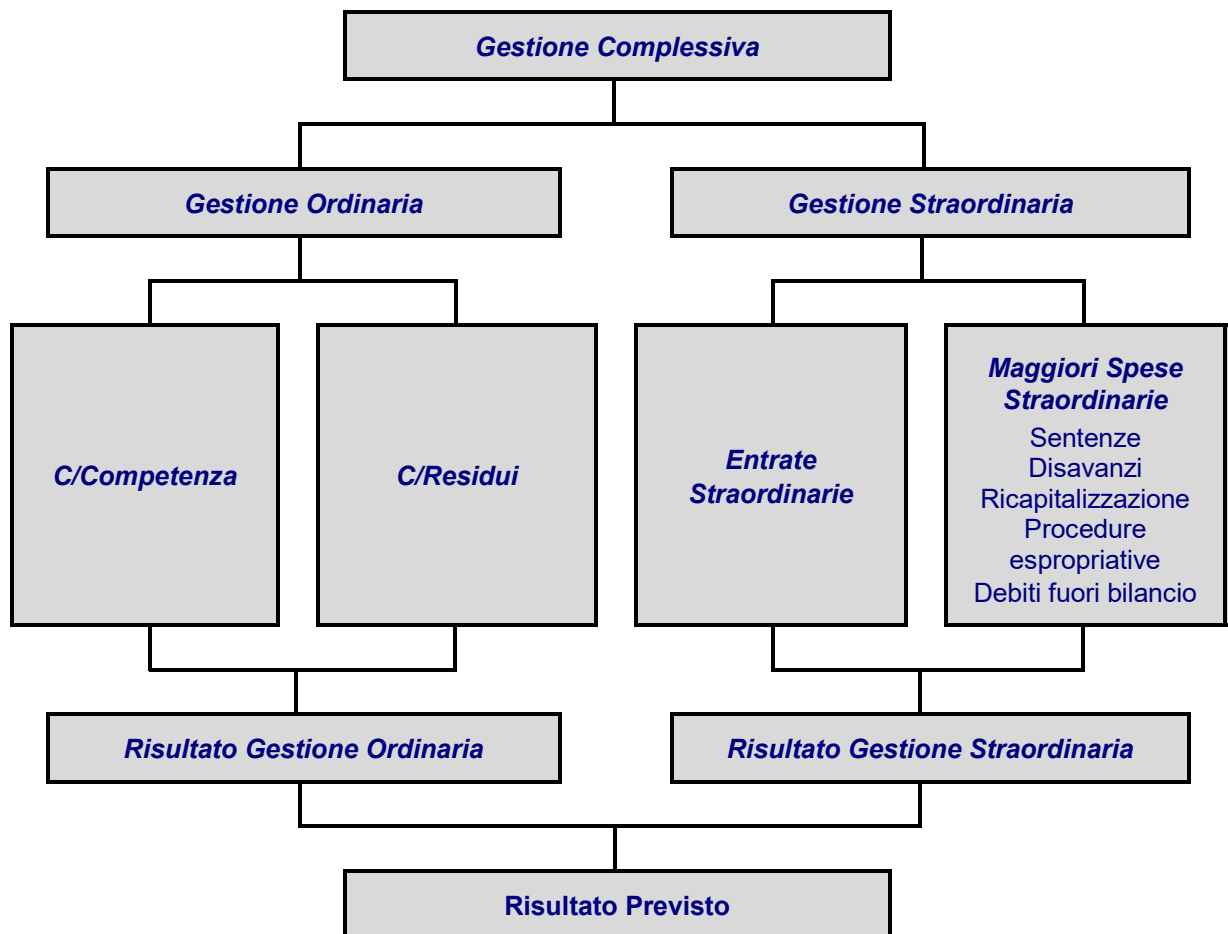 Gestione Complessiva
Gestione Ordinaria
Gestione Straordinaria
C/Competenza
C/Residui
Entrate
Straordinarie
Maggiori Spese
Straordinarie
Sentenze
Disavanzi
Ricapitalizzazione
Procedure
espropriative
Debiti fuori bilancio
Risultato Gestione Ordinaria
Risultato Gestione Straordinaria
Risultato Previsto